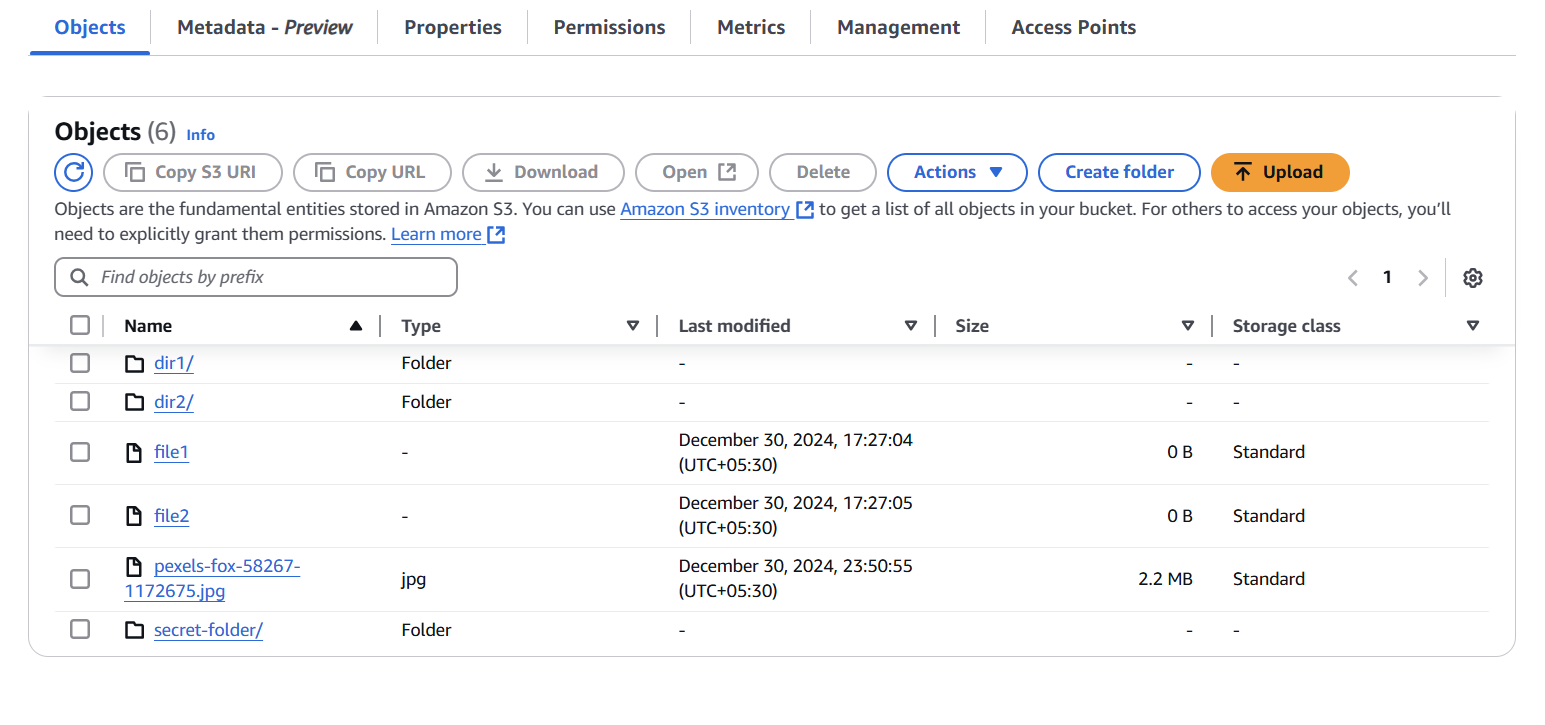 Objects
Metadata - Preview
Properties
Permissions
Metrics
Management
Access Points
Objects (6) Info
Copy S3 URI
Copy URL
Download
Open
Delete
Actions
Create folder
Upload
Objects are the fundamental entities stored in Amazon S3. You can use Amazon S3 inventory to get a list of all objects in your bucket. For others to access your objects, you’ll
need to explicitly grant them permissions. Learn more
Find objects by prefix
1
Name Type Last modified Size Storage class
dir1/ Folder - - -
dir2/ Folder - - -
file1 - December 30, 2024, 17:27:04
(UTC+05:30) 0 B Standard
file2 - December 30, 2024, 17:27:05
(UTC+05:30) 0 B Standard
pexels-fox-58267-
1172675.jpg jpg December 30, 2024, 23:50:55
(UTC+05:30) 2.2 MB Standard
secret-folder/ Folder - - -